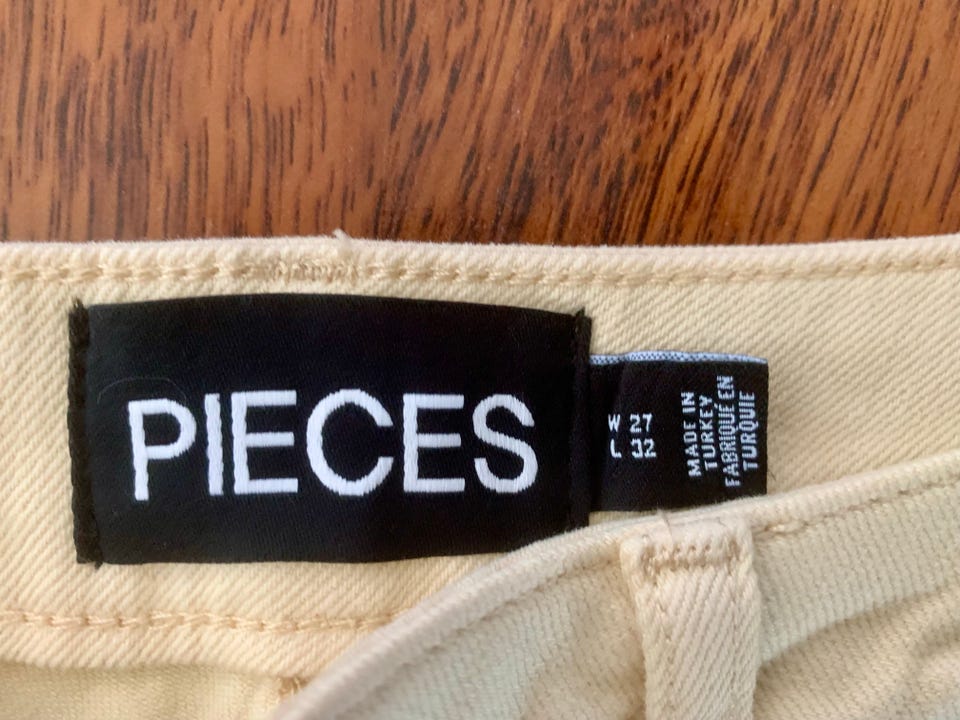 PIECES
W 27
L 32
MADE IN
TURKEY
FABRIQUÉ EN
TURQUIE